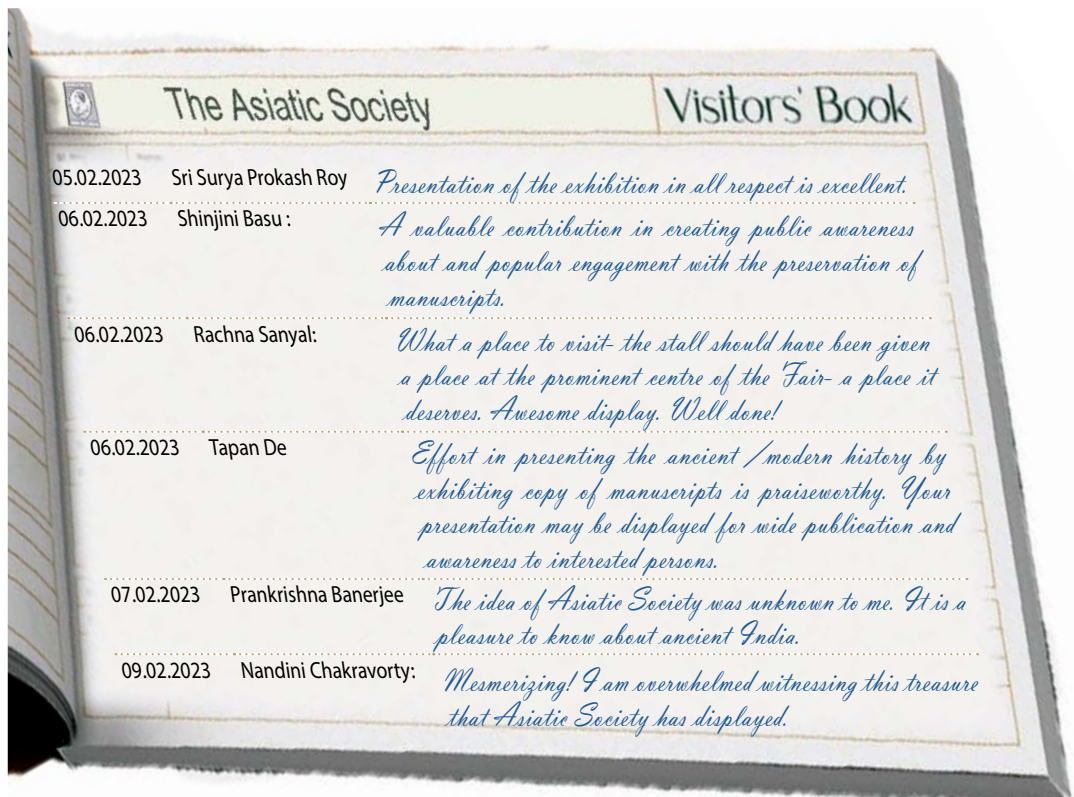 The Asiatic Society
Visitors' Book
05.02.2023 Sri Surya Prokash Roy Presentation of the exhibition in all respect is excellent.
06.02.2023 Shinjini Basu : A valuable contribution in creating public awareness
about and popular engagement with the preservation of
manuscripts.
06.02.2023 Rachna Sanyal: What a place to visit- the stall should have been given
a place at the prominent centre of the Fair- a place it
deserves. Awesome display. Well done!
06.02.2023 Tapan De Effort in presenting the ancient /modern history by
exhibiting copy of manuscripts is praiseworthy. Your
presentation may be displayed for wide publication and
awareness to interested persons.
07.02.2023 Prankrishna Banerjee The idea of Asiatic Society was unknown to me. It is a
pleasure to know about ancient India.
09.02.2023 Nandini Chakravorty: Mesmerizing! I am overwhelmed witnessing this treasure
that Asiatic Society has displayed.